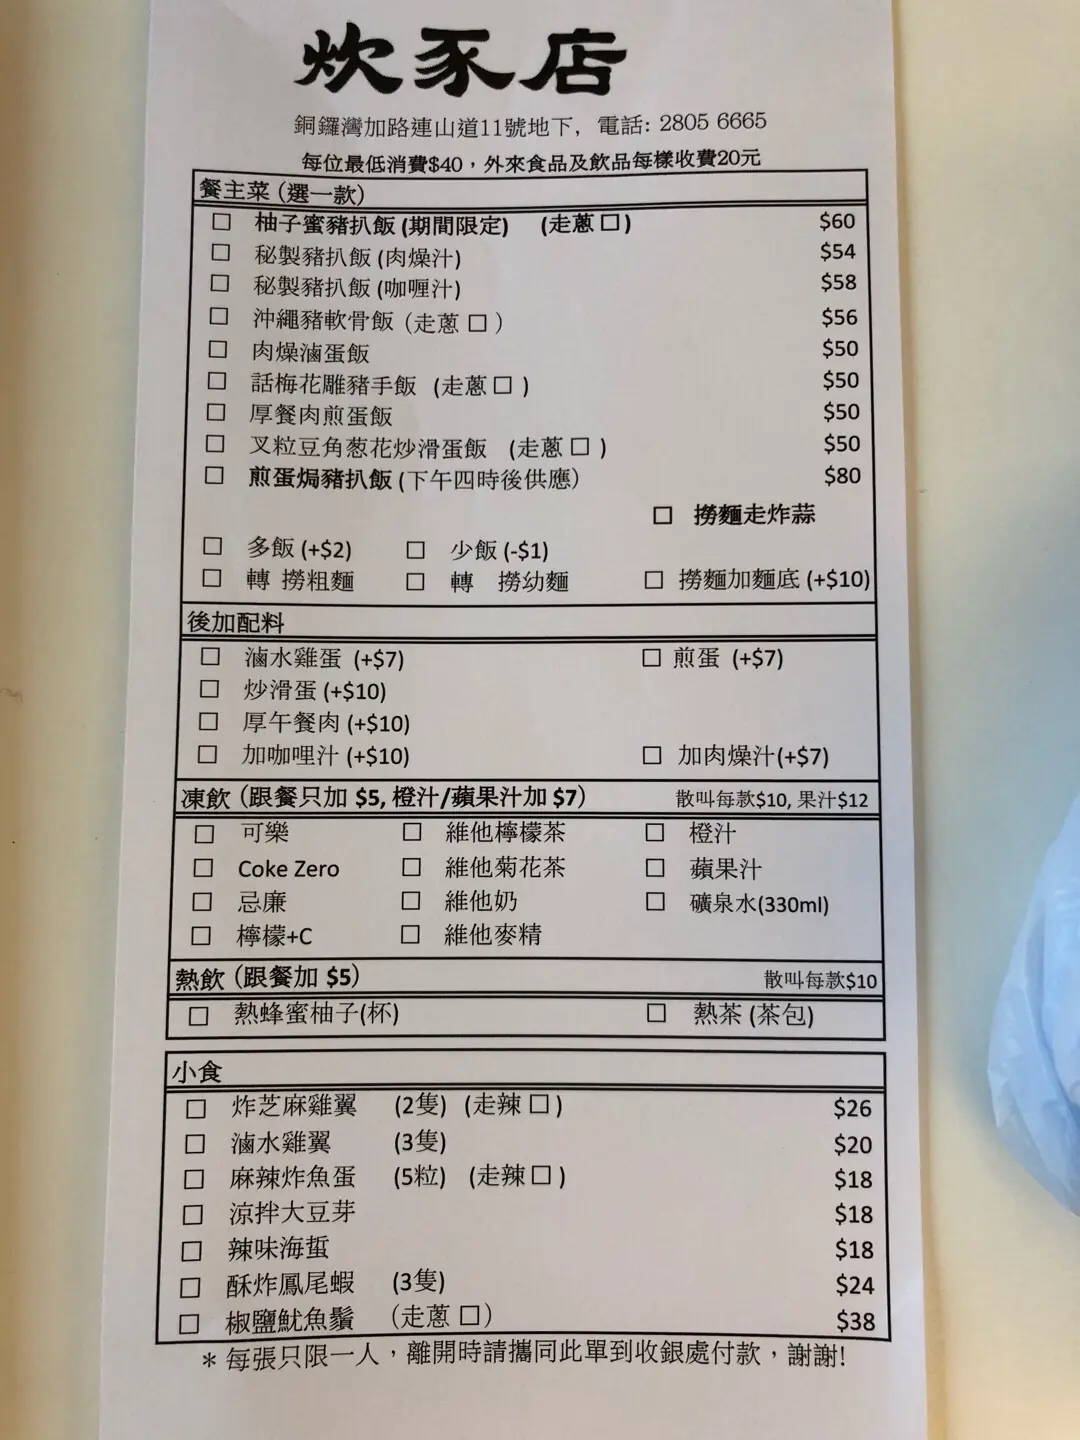 炊豕店
銅鑼灣加路連山道11號地下, 電話: 2805 6665
每位最低消費$40，外來食品及飲品每樣收費20元
餐主菜 (選一款)
□ 柚子蜜豬扒飯 (期間限定) (走蔥 □) $60
□ 秘製豬扒飯 (肉燥汁) $54
□ 秘製豬扒飯 (咖喱汁) $58
□ 沖繩豬軟骨飯 (走蔥 □) $56
□ 肉燥滷蛋飯 $50
□ 話梅花雕豬手飯 (走蔥 □) $50
□ 厚餐肉煎蛋飯 $50
□ 叉粒豆角葱花炒滑蛋飯 (走蔥 □) $50
□ 煎蛋焗豬扒飯 (下午四時後供應) $80
□ 撈麵走炸蒜
□ 多飯 (+$2) □ 少飯 (-$1)
□ 轉 撈粗麵 □ 轉 撈幼麵 □ 撈麵加麵底 (+$10)
後加配料
□ 滷水雞蛋 (+$7) □ 煎蛋 (+$7)
□ 炒滑蛋 (+$10)
□ 厚午餐肉 (+$10)
□ 加咖哩汁 (+$10) □ 加肉燥汁(+$7)
凍飲 (跟餐只加 $5, 橙汁/蘋果汁加 $7) 散叫每款$10, 果汁$12
□ 可樂 □ 維他檸檬茶 □ 橙汁
□ Coke Zero □ 維他菊花茶 □ 蘋果汁
□ 忌廉 □ 維他奶 □ 礦泉水(330ml)
□ 檸檬+C □ 維他麥精
熱飲 (跟餐加 $5) 散叫每款$10
□ 熱蜂蜜柚子(杯) □ 熱茶 (茶包)
小食
□ 炸芝麻雞翼 (2隻) (走辣 □) $26
□ 滷水雞翼 (3隻) $20
□ 麻辣炸魚蛋 (5粒) (走辣 □) $18
□ 涼拌大豆芽 $18
□ 辣味海蜇 $18
□ 酥炸鳳尾蝦 (3隻) $24
□ 椒鹽魷魚鬚 (走蔥 □) $38
* 每張只限一人，離開時請攜同此單到收銀處付款，謝謝!